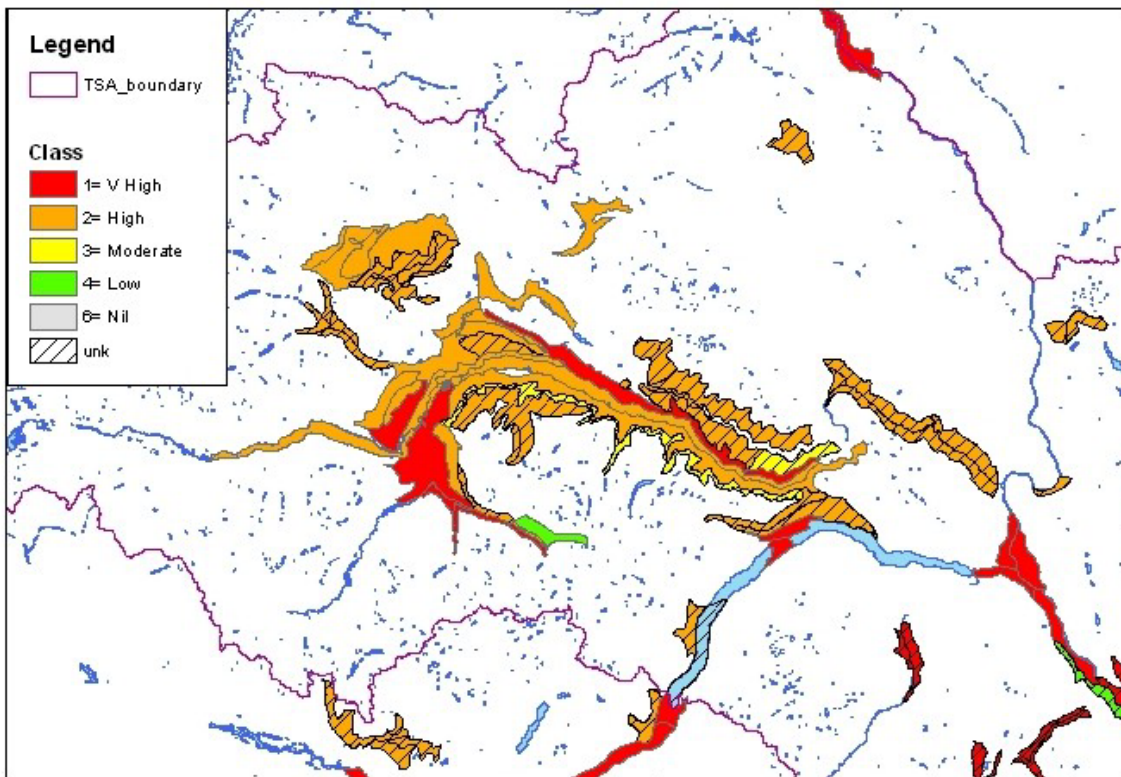 Legend
TSA_boundary
Class
1= V High
2= High
3= Moderate
4= Low
6= Nil
unk